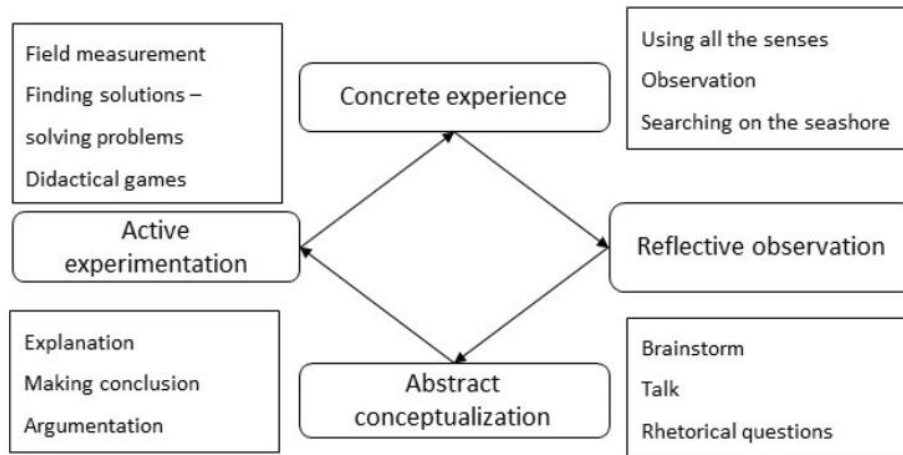 Field measurement
Finding solutions –
solving problems
Didactical games
Concrete experience
Using all the senses
Observation
Searching on the seashore
Active
experimentation
Reflective observation
Explanation
Making conclusion
Argumentation
Abstract
conceptualization
Brainstorm
Talk
Rhetorical questions